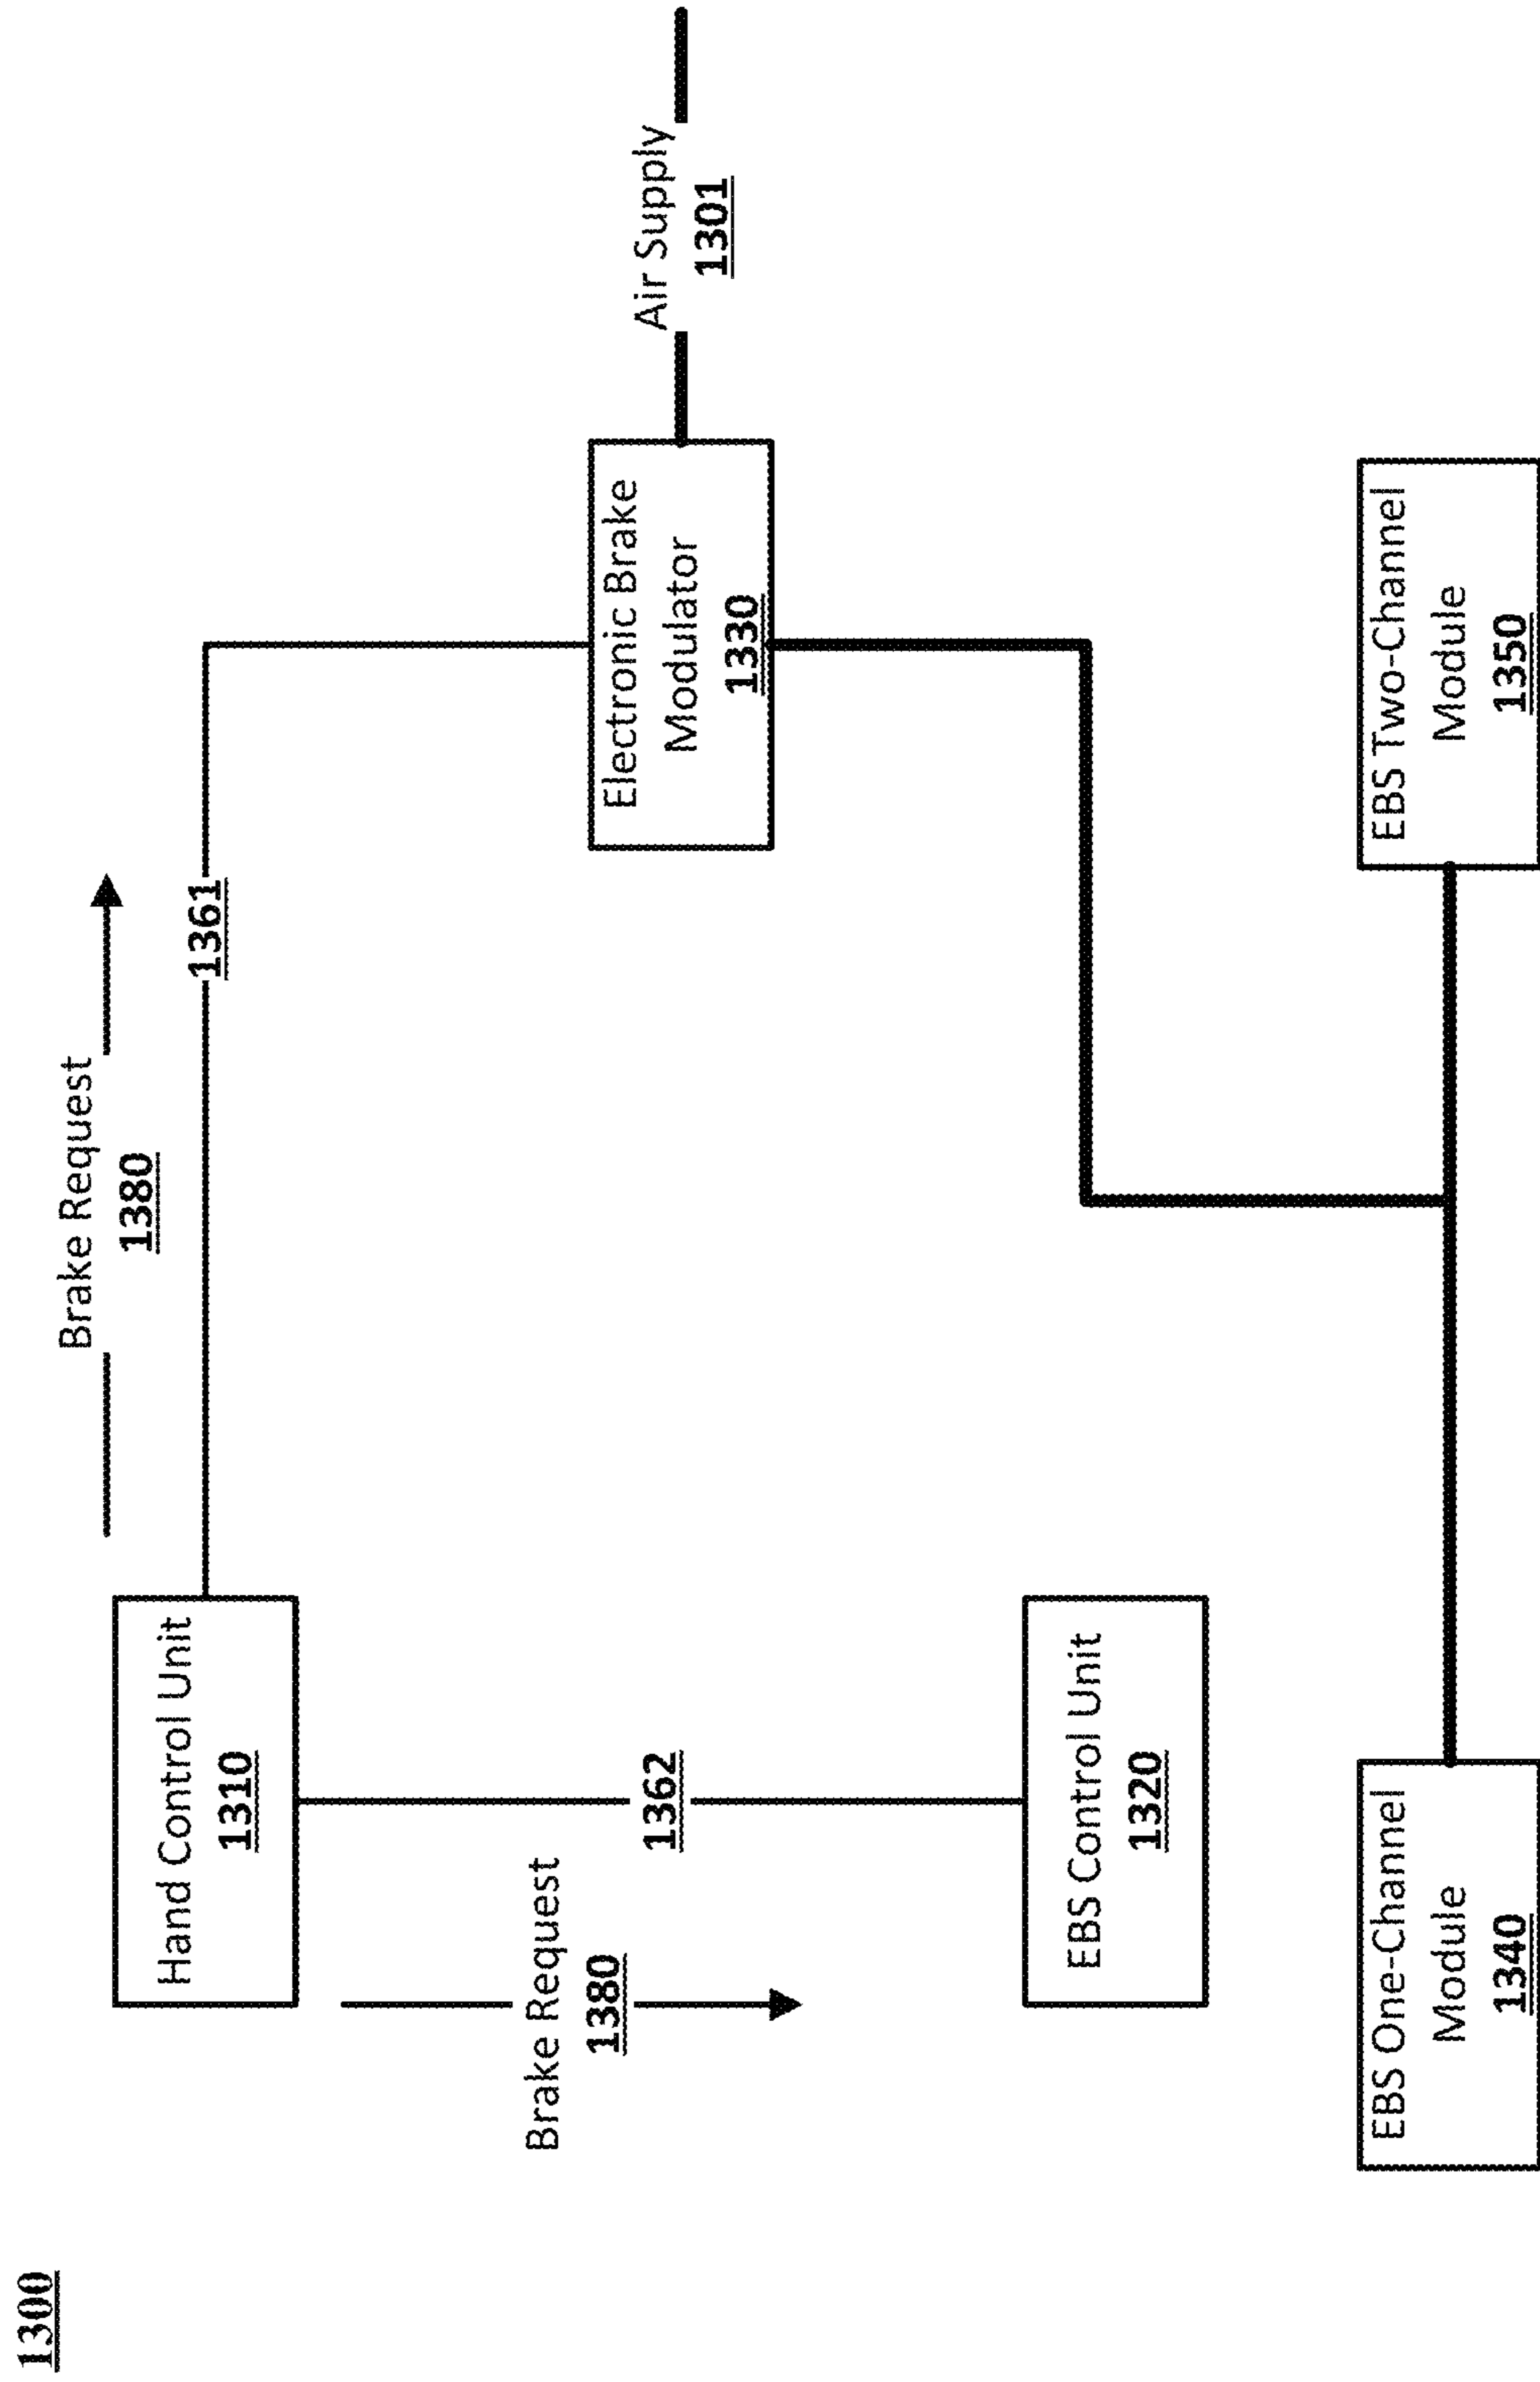 1300
Brake Request
1380
Hand Control Unit
1310
1361
Brake Request
1380
1362
Electronic Brake
Modulator
1330
Air Supply
1301
EBS Control Unit
1320
EBS One-Channel
Module
1340
EBS Two-Channel
Module
1350